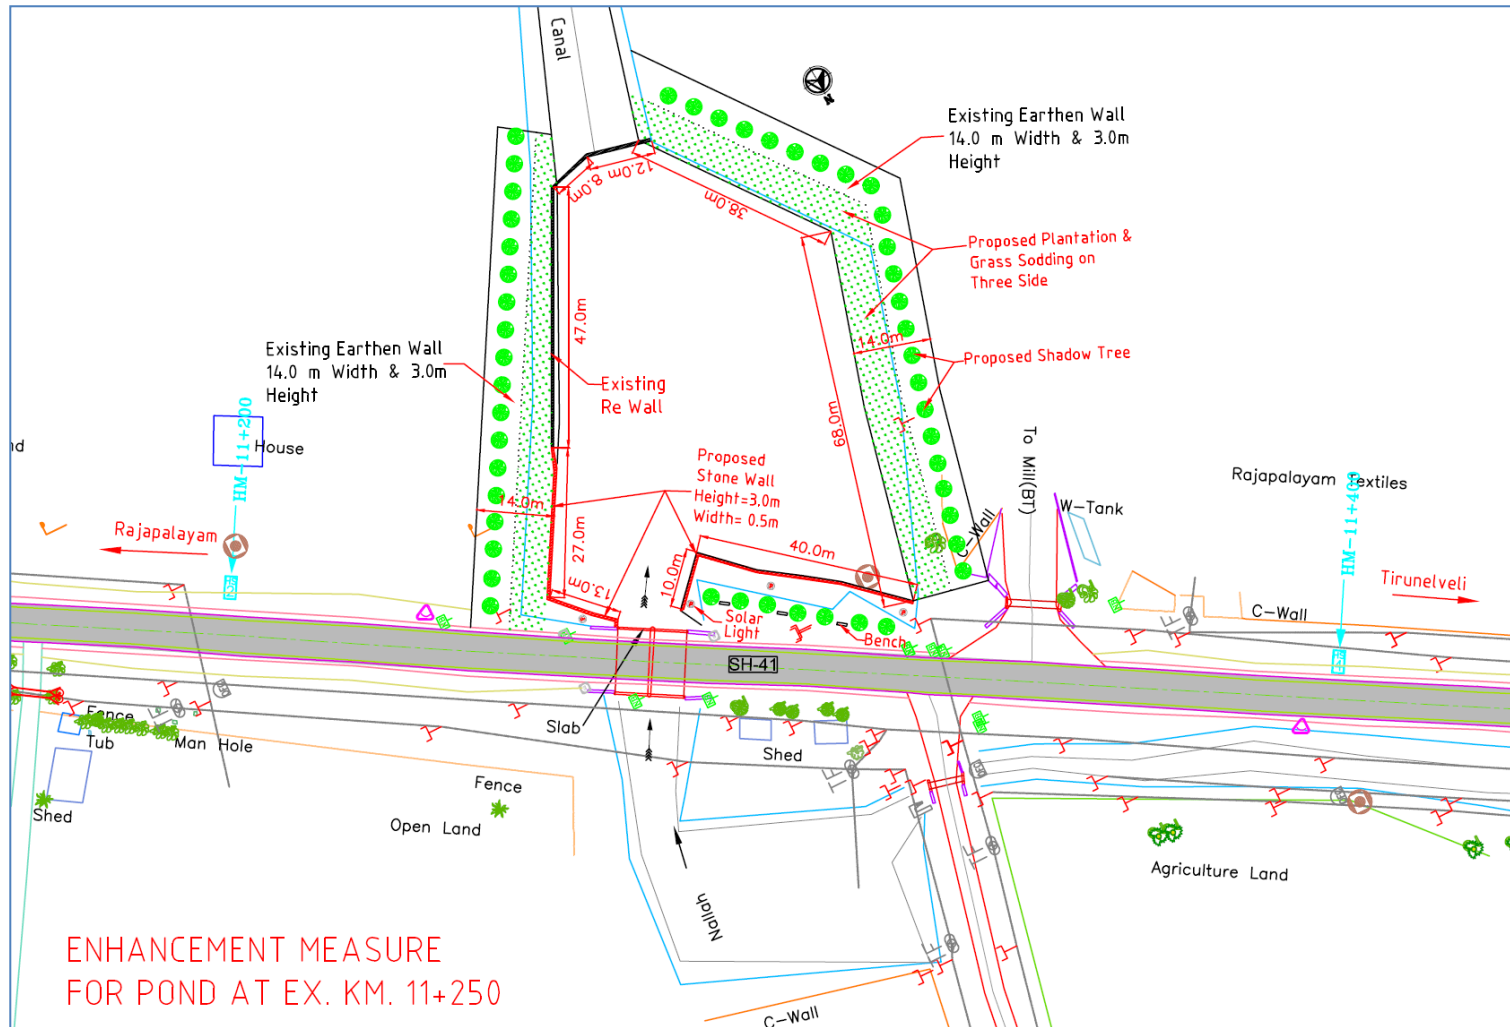 Canal
N
Existing Earthen Wall
14.0 m Width & 3.0m
Height
12.0m
8.0m
38.0m
Proposed Plantation &
Grass Sodding on
Three Side
47.0m
14.0m
Existing Earthen Wall
14.0 m Width & 3.0m
Height
Proposed Shadow Tree
Existing
Re Wall
68.0m
HM-11+200
House
To Mill(BT)
Proposed
Stone Wall
Height=3.0m
Width= 0.5m
Rajapalayam Textiles
HM-11+400
14.0m
W-Tank
C-Wall
Rajapalayam
27.0m
40.0m
10.0m
13.0m
Tirunelveli
C-Wall
Solar
Light
Bench
SH-41
Slab
Fence
Tub
Man Hole
Shed
Fence
Shed
Open Land
TF
TF
TF
TF
Agriculture Land
Nallah
ENHANCEMENT MEASURE
FOR POND AT EX. KM. 11+250
C-Wall